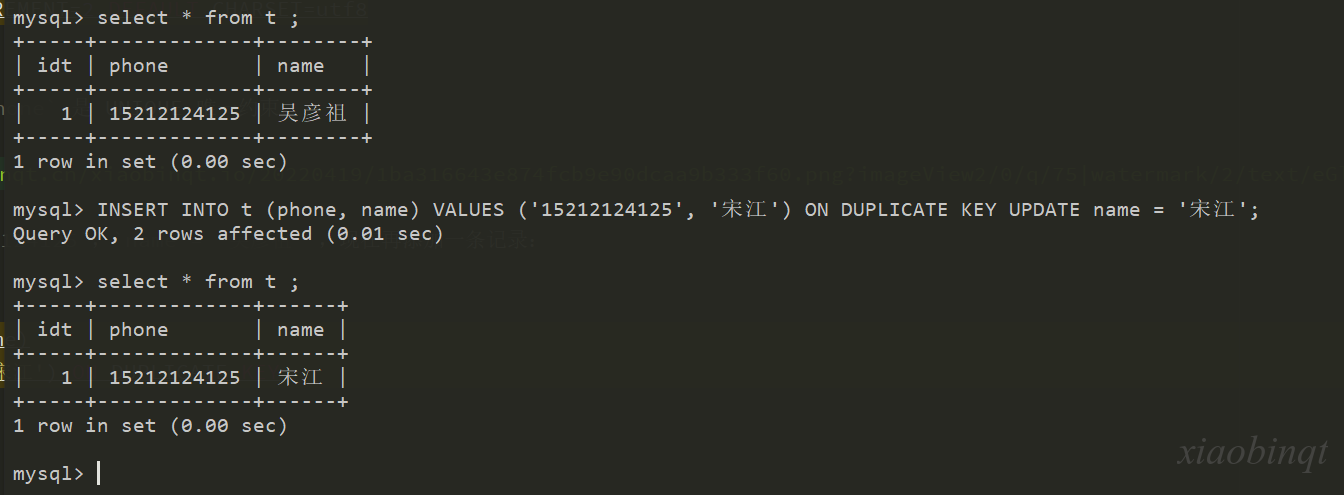 mysql> select * from t ;
+-----+-------------+--------+
| idt | phone       | name   |
+-----+-------------+--------+
|   1 | 15212124125 | 吴彦祖 |
+-----+-------------+--------+
1 row in set (0.00 sec)
mysql> INSERT INTO t (phone, name) VALUES ('15212124125', '宋江') ON DUPLICATE KEY UPDATE name = '宋江';
Query OK, 2 rows affected (0.01 sec)
mysql> select * from t ;
+-----+-------------+------+
| idt | phone       | name |
+-----+-------------+------+
|   1 | 15212124125 | 宋江 |
+-----+-------------+------+
1 row in set (0.00 sec)
xiaobinqt
mysql>